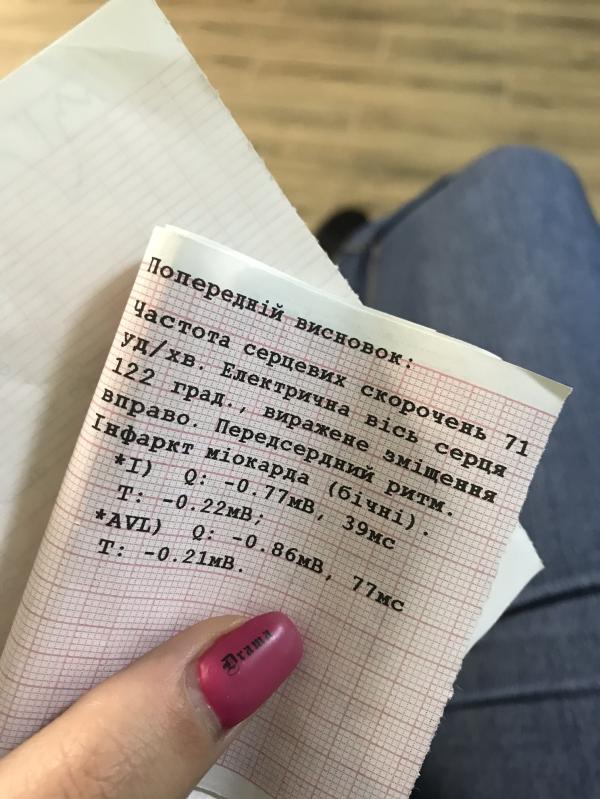 Попередній висновок:
Частота серцевих скорочень 71
уд/хв. Електрична вісь серця
122 град., виражене зміщення
вправо. Передсердний ритм.
Інфаркт міокарда (бічні).
*I) Q: -0.77мВ, 39мс
T: -0.22мВ;
*AVL) Q: -0.86мВ, 77мс
T: -0.21мВ.
Drama